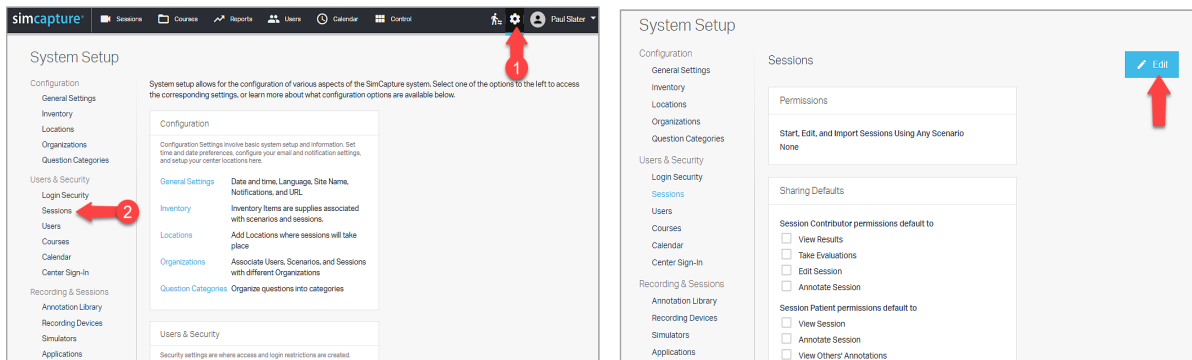 simcapture
Sessions
Courses
Reports
Users
Calendar
Control
Paul Slater
1
System Setup
Configuration
General Settings
Inventory
Locations
Organizations
Question Categories
Users & Security
Login Security
Sessions
2
Users
Courses
Calendar
Center Sign-In
Recording & Sessions
Annotation Library
Recording Devices
Simulators
Applications
System setup allows for the configuration of various aspects of the SimCapture system. Select one of the options to the left to access
the corresponding settings, or learn more about what configuration options are available below.
Configuration
Configuration Settings involve basic system setup and information. Set
time and date preferences, configure your email and notification settings,
and setup your center locations here.
General Settings Date and time, Language, Site Name,
Notifications, and URL
Inventory Inventory Items are supplies associated
with scenarios and sessions.
Locations Add Locations where sessions will take
place
Organizations Associate Users, Scenarios, and Sessions
with different Organizations
Question Categories Organize questions into categories
Users & Security
Security settings are where access and login restrictions are created.
System Setup
Configuration
General Settings
Inventory
Locations
Organizations
Question Categories
Users & Security
Login Security
Sessions
Users
Courses
Calendar
Center Sign-In
Recording & Sessions
Annotation Library
Recording Devices
Simulators
Applications
Sessions
Edit
Permissions
Start, Edit, and Import Sessions Using Any Scenario
None
Sharing Defaults
Session Contributor permissions default to
View Results
Take Evaluations
Edit Session
Annotate Session
Session Patient permissions default to
View Session
Annotate Session
View Others' Annotations